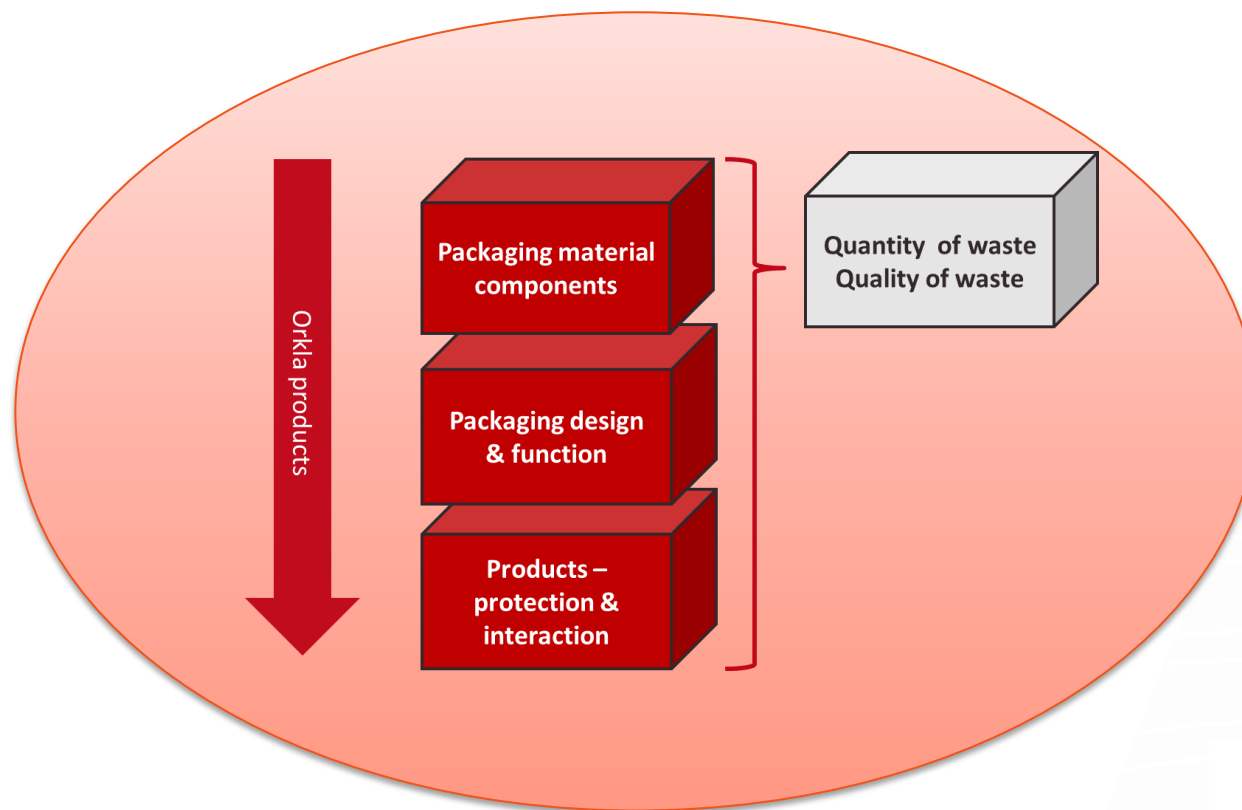 Orkla products
Packaging material
components
Packaging design
& function
Products –
protection &
interaction
Quantity  of waste
Quality of waste